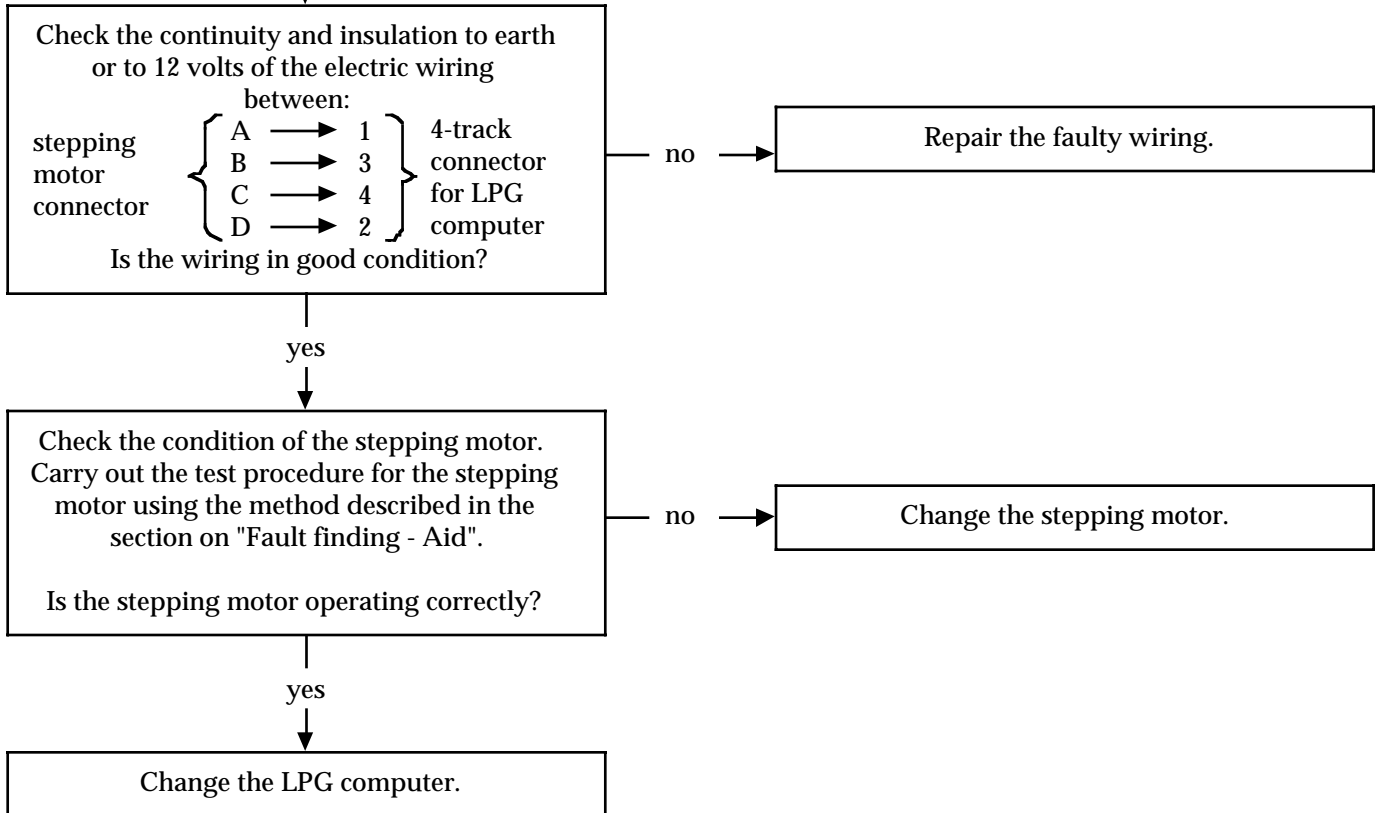 Check the continuity and insulation to earth
or to 12 volts of the electric wiring
between:
stepping
motor
connector
A 1
B 3
C 4
D 2
4-track
connector
for LPG
computer
Is the wiring in good condition?
no
Repair the faulty wiring.
yes
Check the condition of the stepping motor.
Carry out the test procedure for the stepping
motor using the method described in the
section on "Fault finding - Aid".
Is the stepping motor operating correctly?
no
Change the stepping motor.
yes
Change the LPG computer.